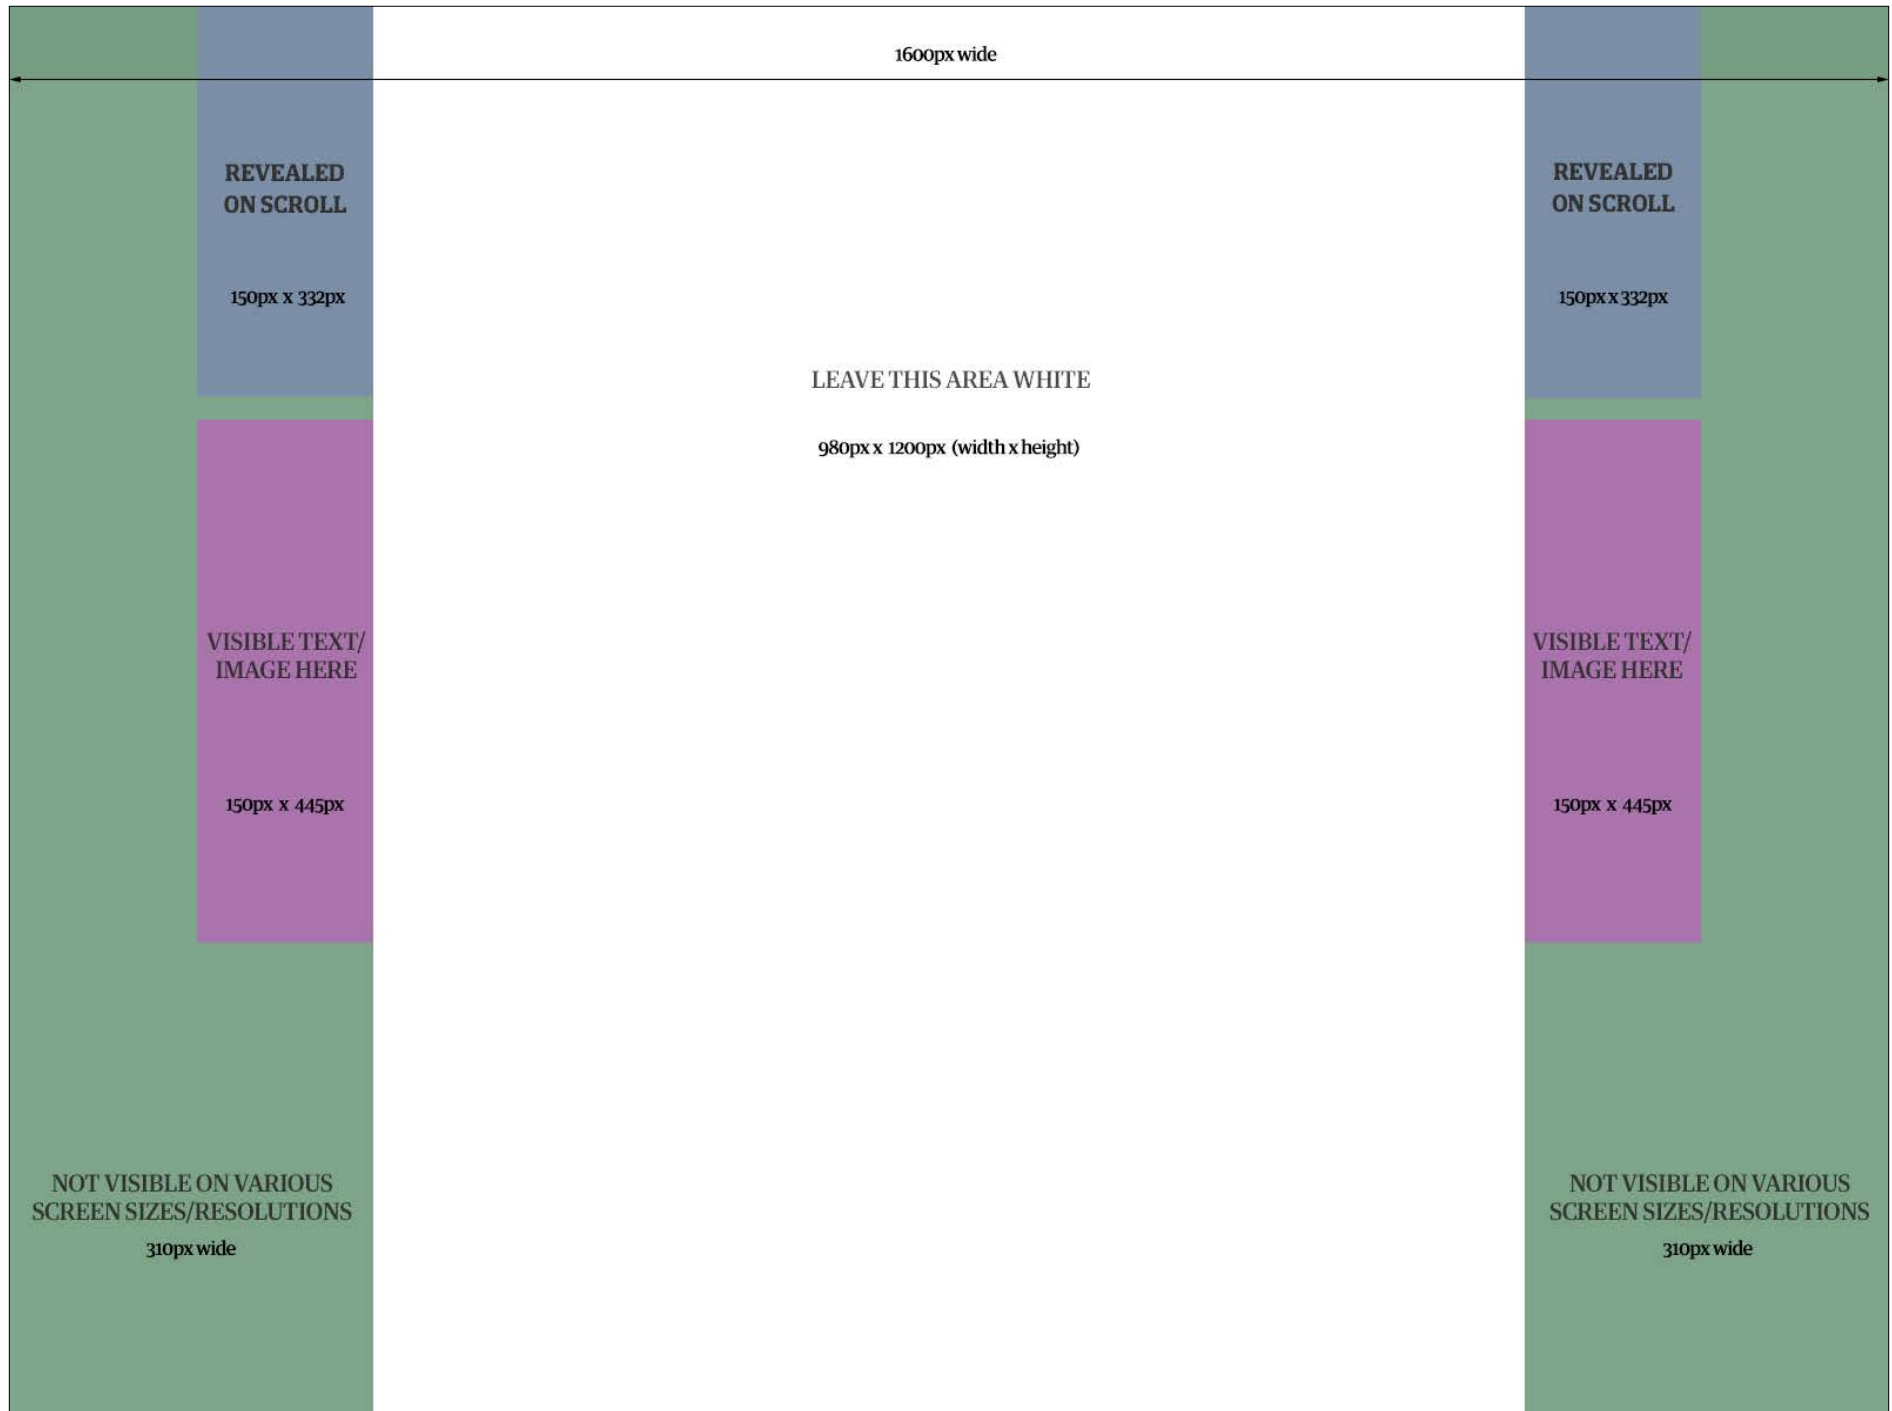 1600px wide
REVEALED
ON SCROLL
150px x 332px
REVEALED
ON SCROLL
150px x 332px
LEAVE THIS AREA WHITE
980px x 1200px (width x height)
VISIBLE TEXT/
IMAGE HERE
150px x 445px
VISIBLE TEXT/
IMAGE HERE
150px x 445px
NOT VISIBLE ON VARIOUS
SCREEN SIZES/RESOLUTIONS
310px wide
NOT VISIBLE ON VARIOUS
SCREEN SIZES/RESOLUTIONS
310px wide